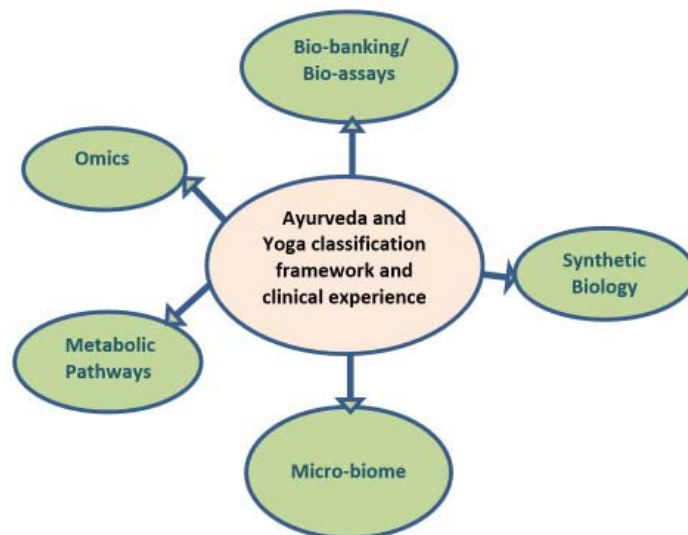 Bio-banking/
Bio-assays
Omics
Ayurveda and
Yoga classification
framework and
clinical experience
Synthetic
Biology
Metabolic
Pathways
Micro-biome